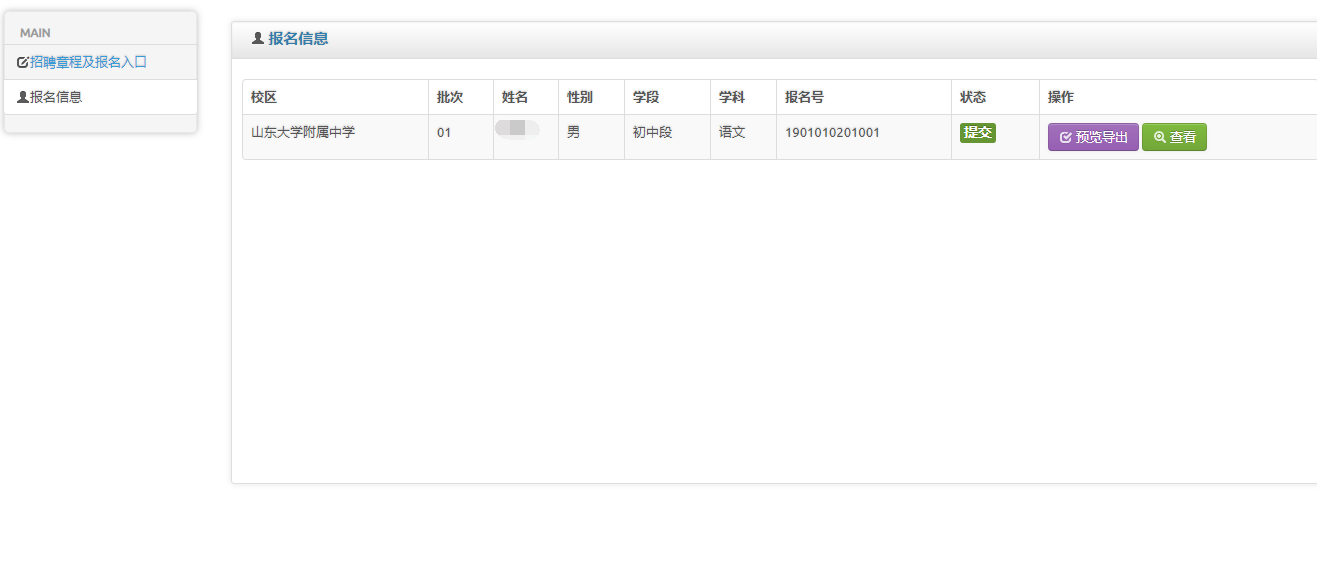 MAIN
招聘章程及报名入口
报名信息
报名信息
校区 批次 姓名 性别 学段 学科 报名号 状态 操作
山东大学附属中学 01 男 初中段 语文 1901010201001 提交 预览导出 查看